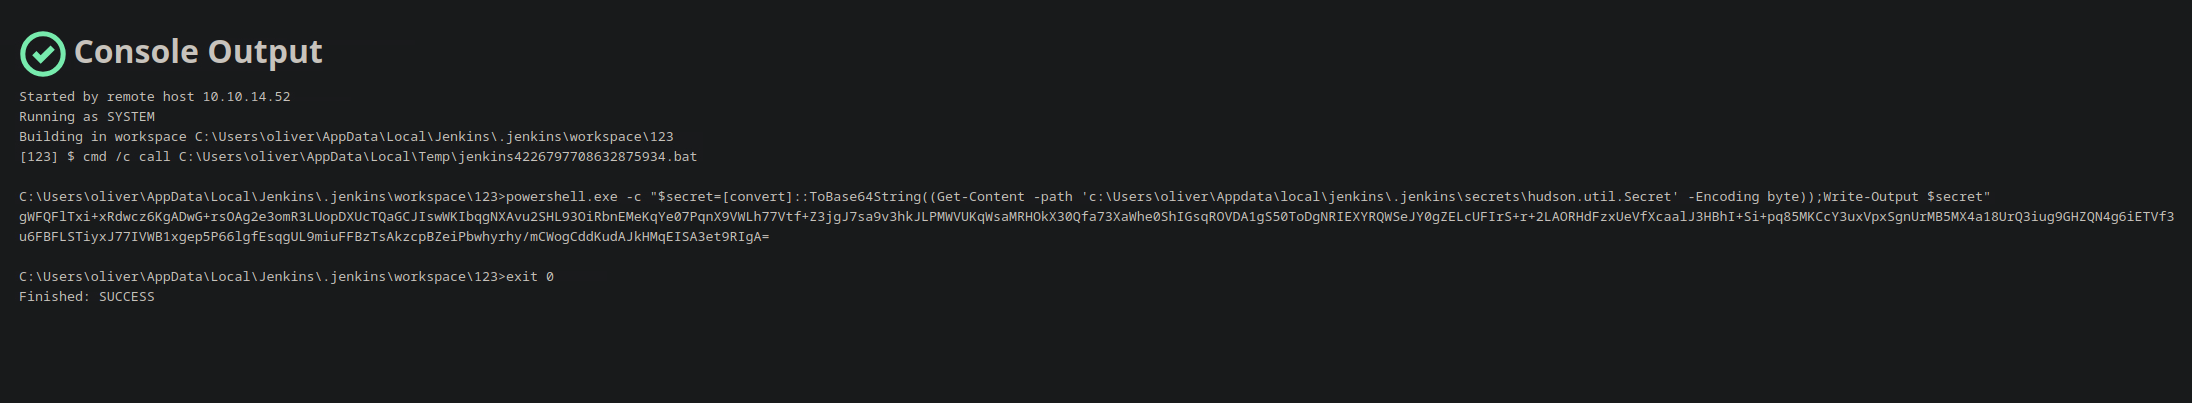 Console Output
Started by remote host 10.10.14.52
Running as SYSTEM
Building in workspace C:\Users\oliver\AppData\Local\Jenkins\.jenkins\workspace\123
[123] $ cmd /c call C:\Users\oliver\AppData\Local\Temp\jenkins4226797708632875934.bat
C:\Users\oliver\AppData\Local\Jenkins\.jenkins\workspace\123>powershell.exe -c "$secret=[convert]::ToBase64String((Get-Content -path 'c:\Users\oliver\Appdata\local\jenkins\.jenkins\secrets\hudson.util.Secret' -Encoding byte));Write-Output $secret"
gWFQFlTxi+xRdwcz6KgADwG+rsOAg2e3omR3LUopDXUcTQaGCJIswWKIbqgNXAvu2SHL93OiRbnEMeKqYe07PqnX9VWLh77Vtf+Z3jgJ7sa9v3hkJLPMWVUKqWsaMRHOkX30Qfa73XaWhe0ShIGsqROVDA1gS50ToDgNRIEXYRQWSeJY0gZELcUFIrS+r+2LAORHdFzxUeVfXcaalJ3HBhI+Si+pq85MKCcY3uxVpxSgnUrMB5MX4a18UrQ3iug9GHZQN4g6iETVf3
u6FBFLSTiyxJ77IVWB1xgep5P66lgfEsqgUL9miuFFBzTsAkzcpBZeiPbwhyrhy/mCWogCddKudAJkHMqEISA3et9RIgA=
C:\Users\oliver\AppData\Local\Jenkins\.jenkins\workspace\123>exit 0
Finished: SUCCESS